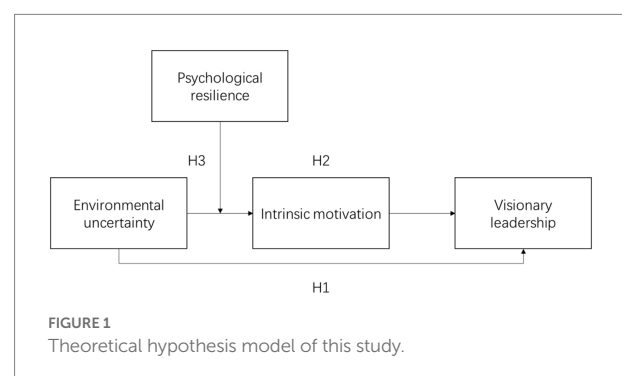 Psychological
resilience
H3
H2
Environmental
uncertainty
Intrinsic motivation
Visionary
leadership
H1
FIGURE 1
Theoretical hypothesis model of this study.